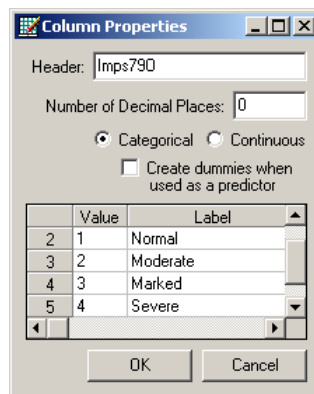 Column Properties
Header: Imps79O
Number of Decimal Places: 0
Categorical Continuous
Create dummies when
used as a predictor
Value Label
2 1 Normal
3 2 Moderate
4 3 Marked
5 4 Severe
OK Cancel